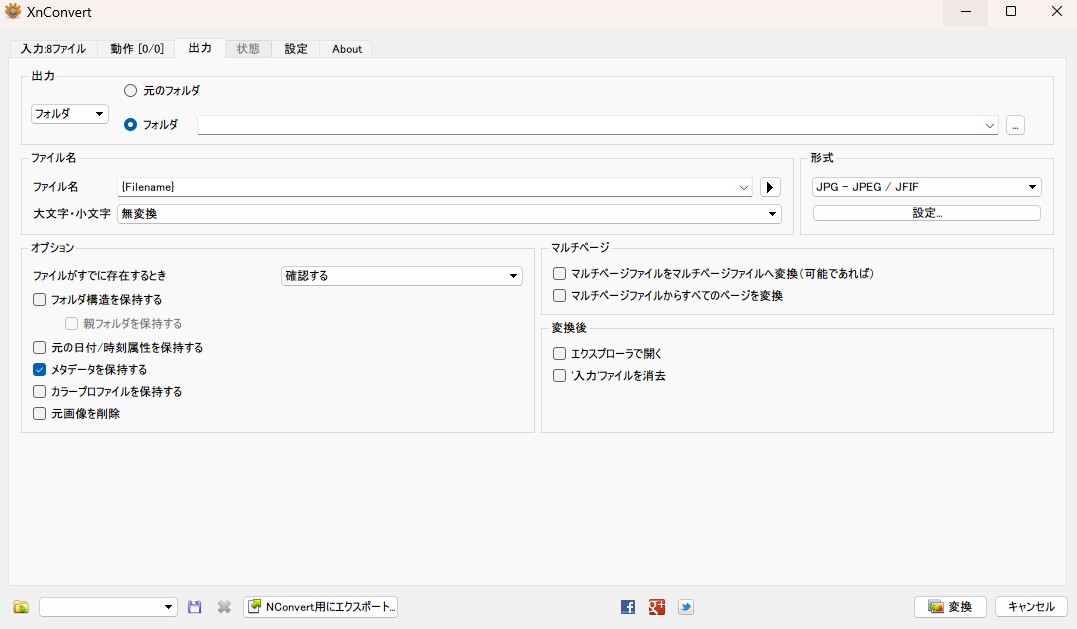 XnConvert
入力:8ファイル 動作 [0/0] 出力 状態 設定 About
出力
元のフォルダ
フォルダ
フォルダ
...
ファイル名
ファイル名 {Filename}
大文字・小文字 無変換
形式
JPG - JPEG / JFIF
設定...
オプション
ファイルがすでに存在するとき 確認する
フォルダ構造を保持する
親フォルダを保持する
元の日付/時刻属性を保持する
メタデータを保持する
カラープロファイルを保持する
元画像を削除
マルチページ
マルチページファイルをマルチページファイルへ変換(可能であれば)
マルチページファイルからすべてのページを変換
変換後
エクスプローラで開く
'入力'ファイルを消去
NConvert用にエクスポート... 変換 キャンセル